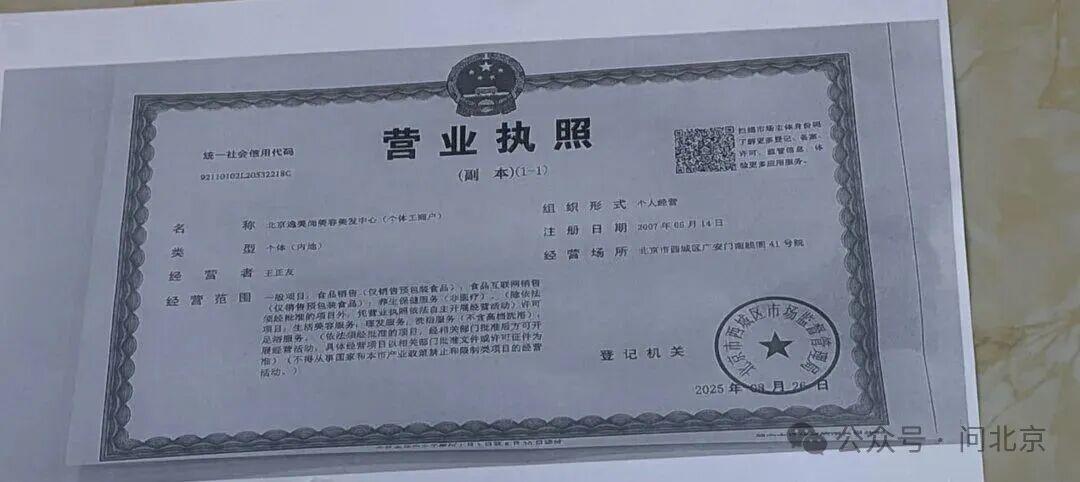 营业执照
(副 本)(1-1)
统一社会信用代码
92110102L20532218C
扫描市场主体身份码
了解更多登记、备案、
许可、监管信息，体
验更多应用服务。
名 称 北京逸美阁美容美发中心（个体工商户）
类 型 个体（内地）
经 营 者 王正友
经 营 范 围 一般项目：食品销售（仅销售预包装食品）；食品互联网销售
（仅销售预包装食品）；养生保健服务（非医疗）。（除依法
须经批准的项目外，凭营业执照依法自主开展经营活动）许可
项目：生活美容服务；理发服务；洗浴服务（不含高档洗浴）；
足浴服务。（依法须经批准的项目，经相关部门批准后方可开
展经营活动，具体经营项目以相关部门批准文件或许可证件为
准）（不得从事国家和本市产业政策禁止和限制类项目的经营
活动。）
组 织 形 式 个人经营
注 册 日 期 2007 年 06 月 14 日
经 营 场 所 北京市西城区广安门南顺图 41 号院
登 记 机 关
北京市西城区市场监督管理局
2025 年 08 月 26 日
公众号 · 问北京